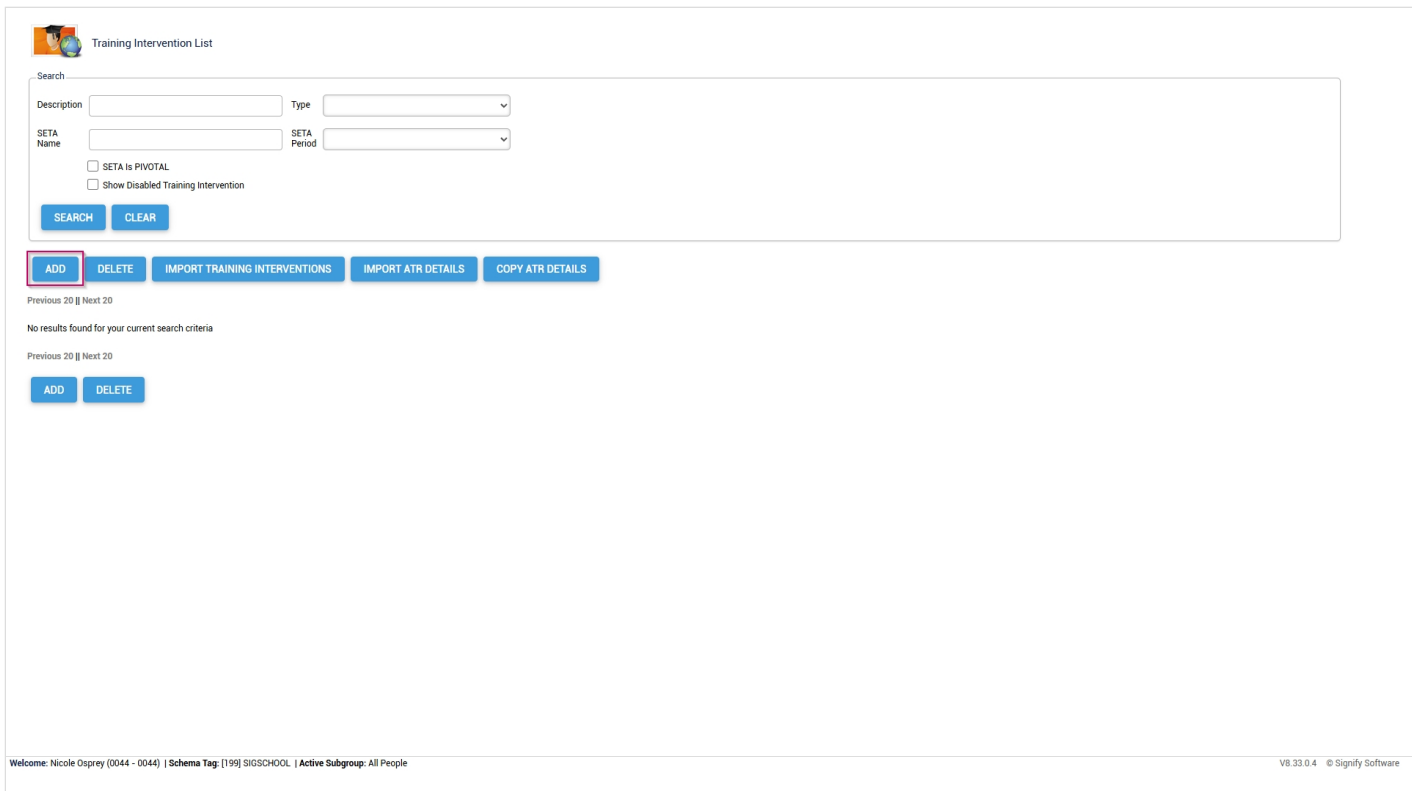 Training Intervention List
Search
Description Type
SETA Name SETA Period
SETA Is PIVOTAL
Show Disabled Training Intervention
SEARCH CLEAR
ADD DELETE IMPORT TRAINING INTERVENTIONS IMPORT ATR DETAILS COPY ATR DETAILS
Previous 20 || Next 20
No results found for your current search criteria
Previous 20 || Next 20
ADD DELETE
Welcome: Nicole Osprey (0044 - 0044) | Schema Tag: [199] SIGSCHOOL | Active Subgroup: All People V8.33.0.4 © Signify Software